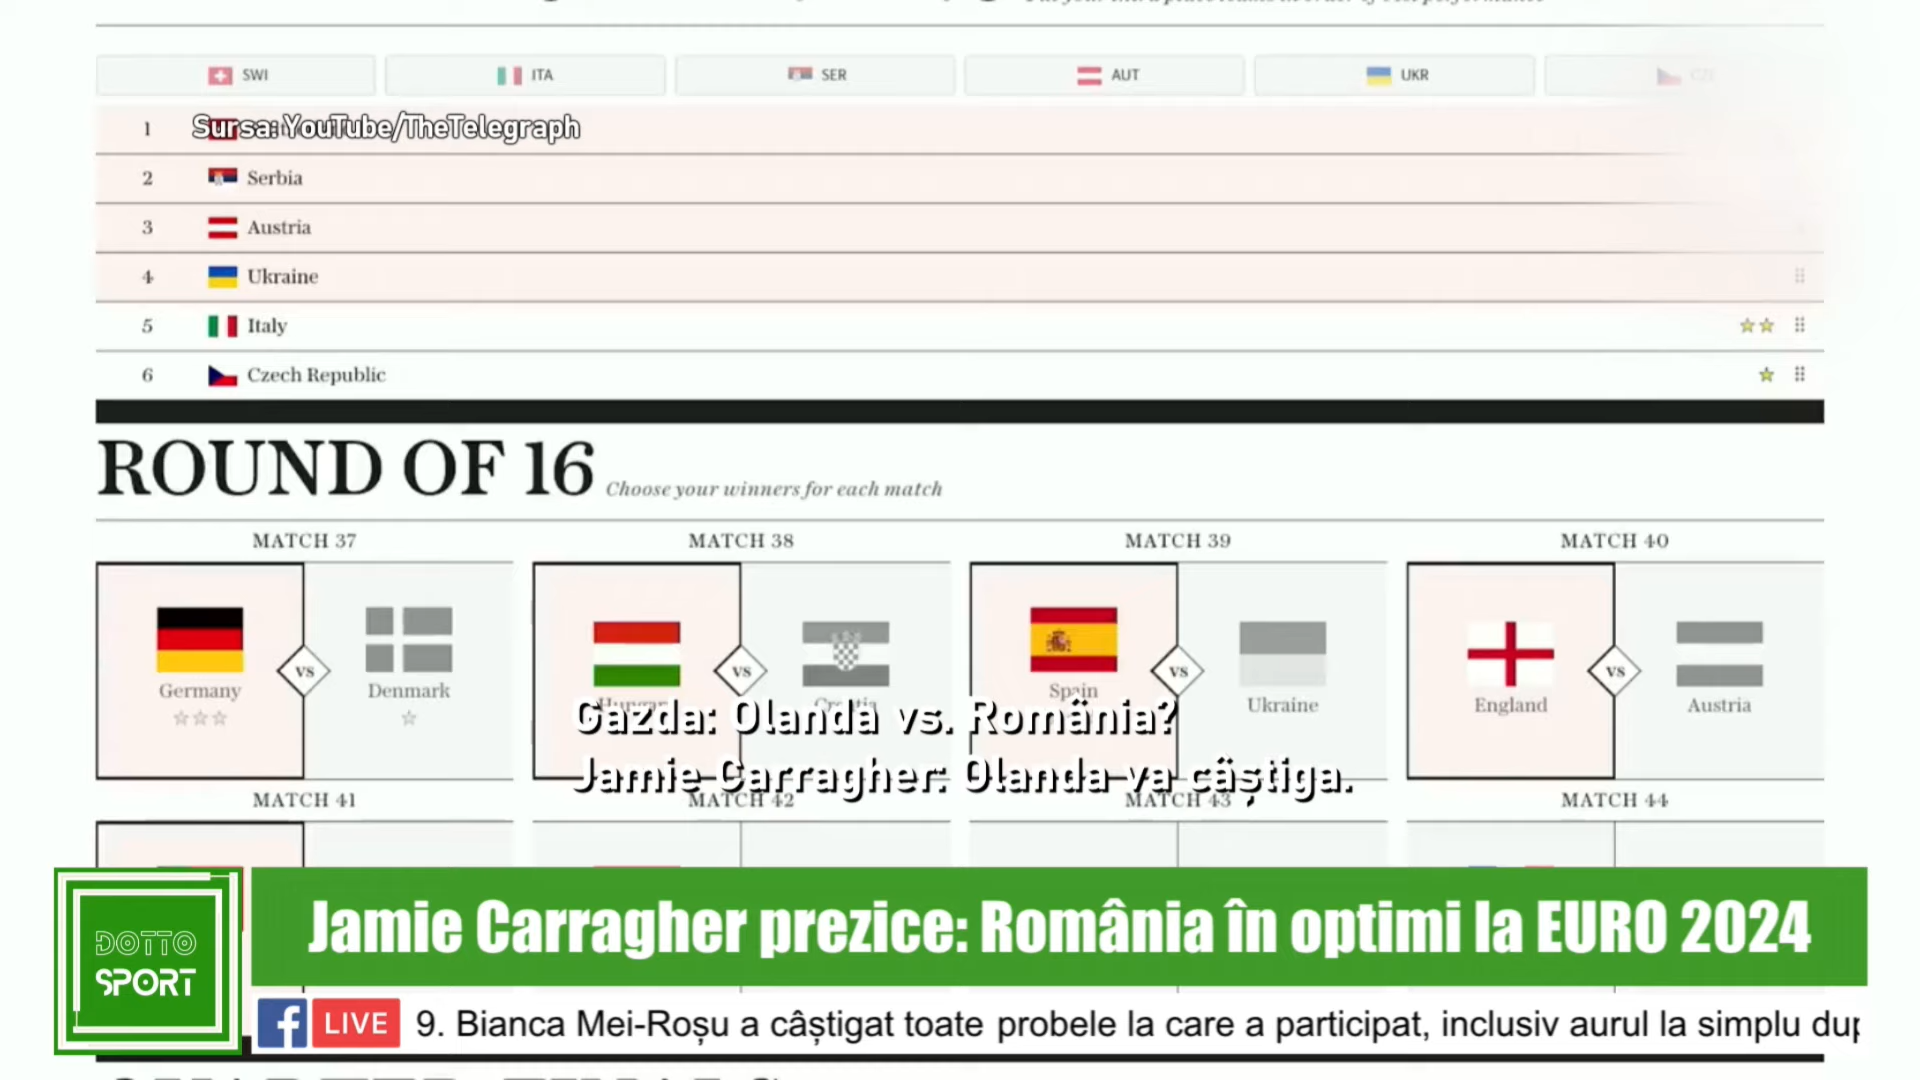 SWI
ITA
SER
AUT
UKR
1
Sursa: YouTube/TheTelegraph
2 Serbia
3 Austria
4 Ukraine
5 Italy
6 Czech Republic
ROUND OF 16 Choose your winners for each match
MATCH 37
MATCH 38
MATCH 39
MATCH 40
Germany
vs
Denmark
vs
Spain
vs
Ukraine
England
vs
Austria
Gazda: Olanda vs. România?
Jamie Carragher: Olanda va câștiga.
MATCH 41
MATCH 42
MATCH 43
MATCH 44
DOTTO
SPORT
Jamie Carragher prezice: România în optimi la EURO 2024
f LIVE 9. Bianca Mei-Roșu a câștigat toate probele la care a participat, inclusiv aurul la simplu